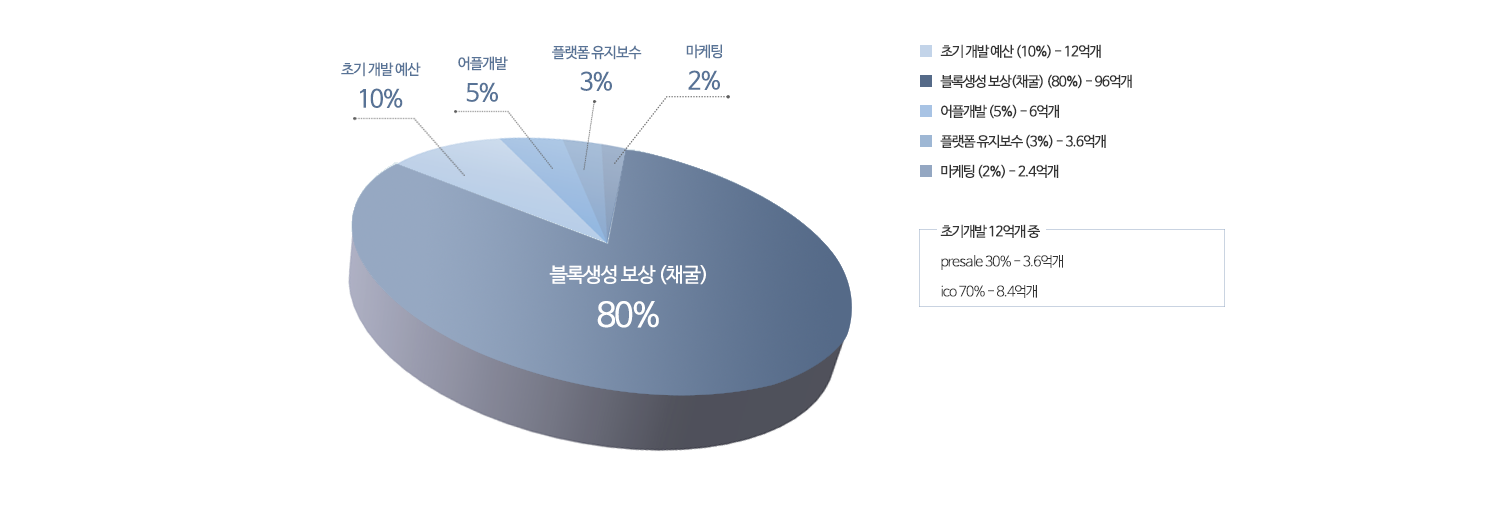 초기 개발 예산
10%
어플개발
5%
플랫폼 유지보수
3%
마케팅
2%
블록생성 보상 (채굴)
80%
초기 개발 예산 (10%) – 12억개
블록생성 보상(채굴) (80%) – 96억개
어플개발 (5%) – 6억개
플랫폼 유지보수 (3%) – 3.6억개
마케팅 (2%) – 2.4억개
초기개발 12억개 중
presale 30% – 3.6억개
ico 70% – 8.4억개